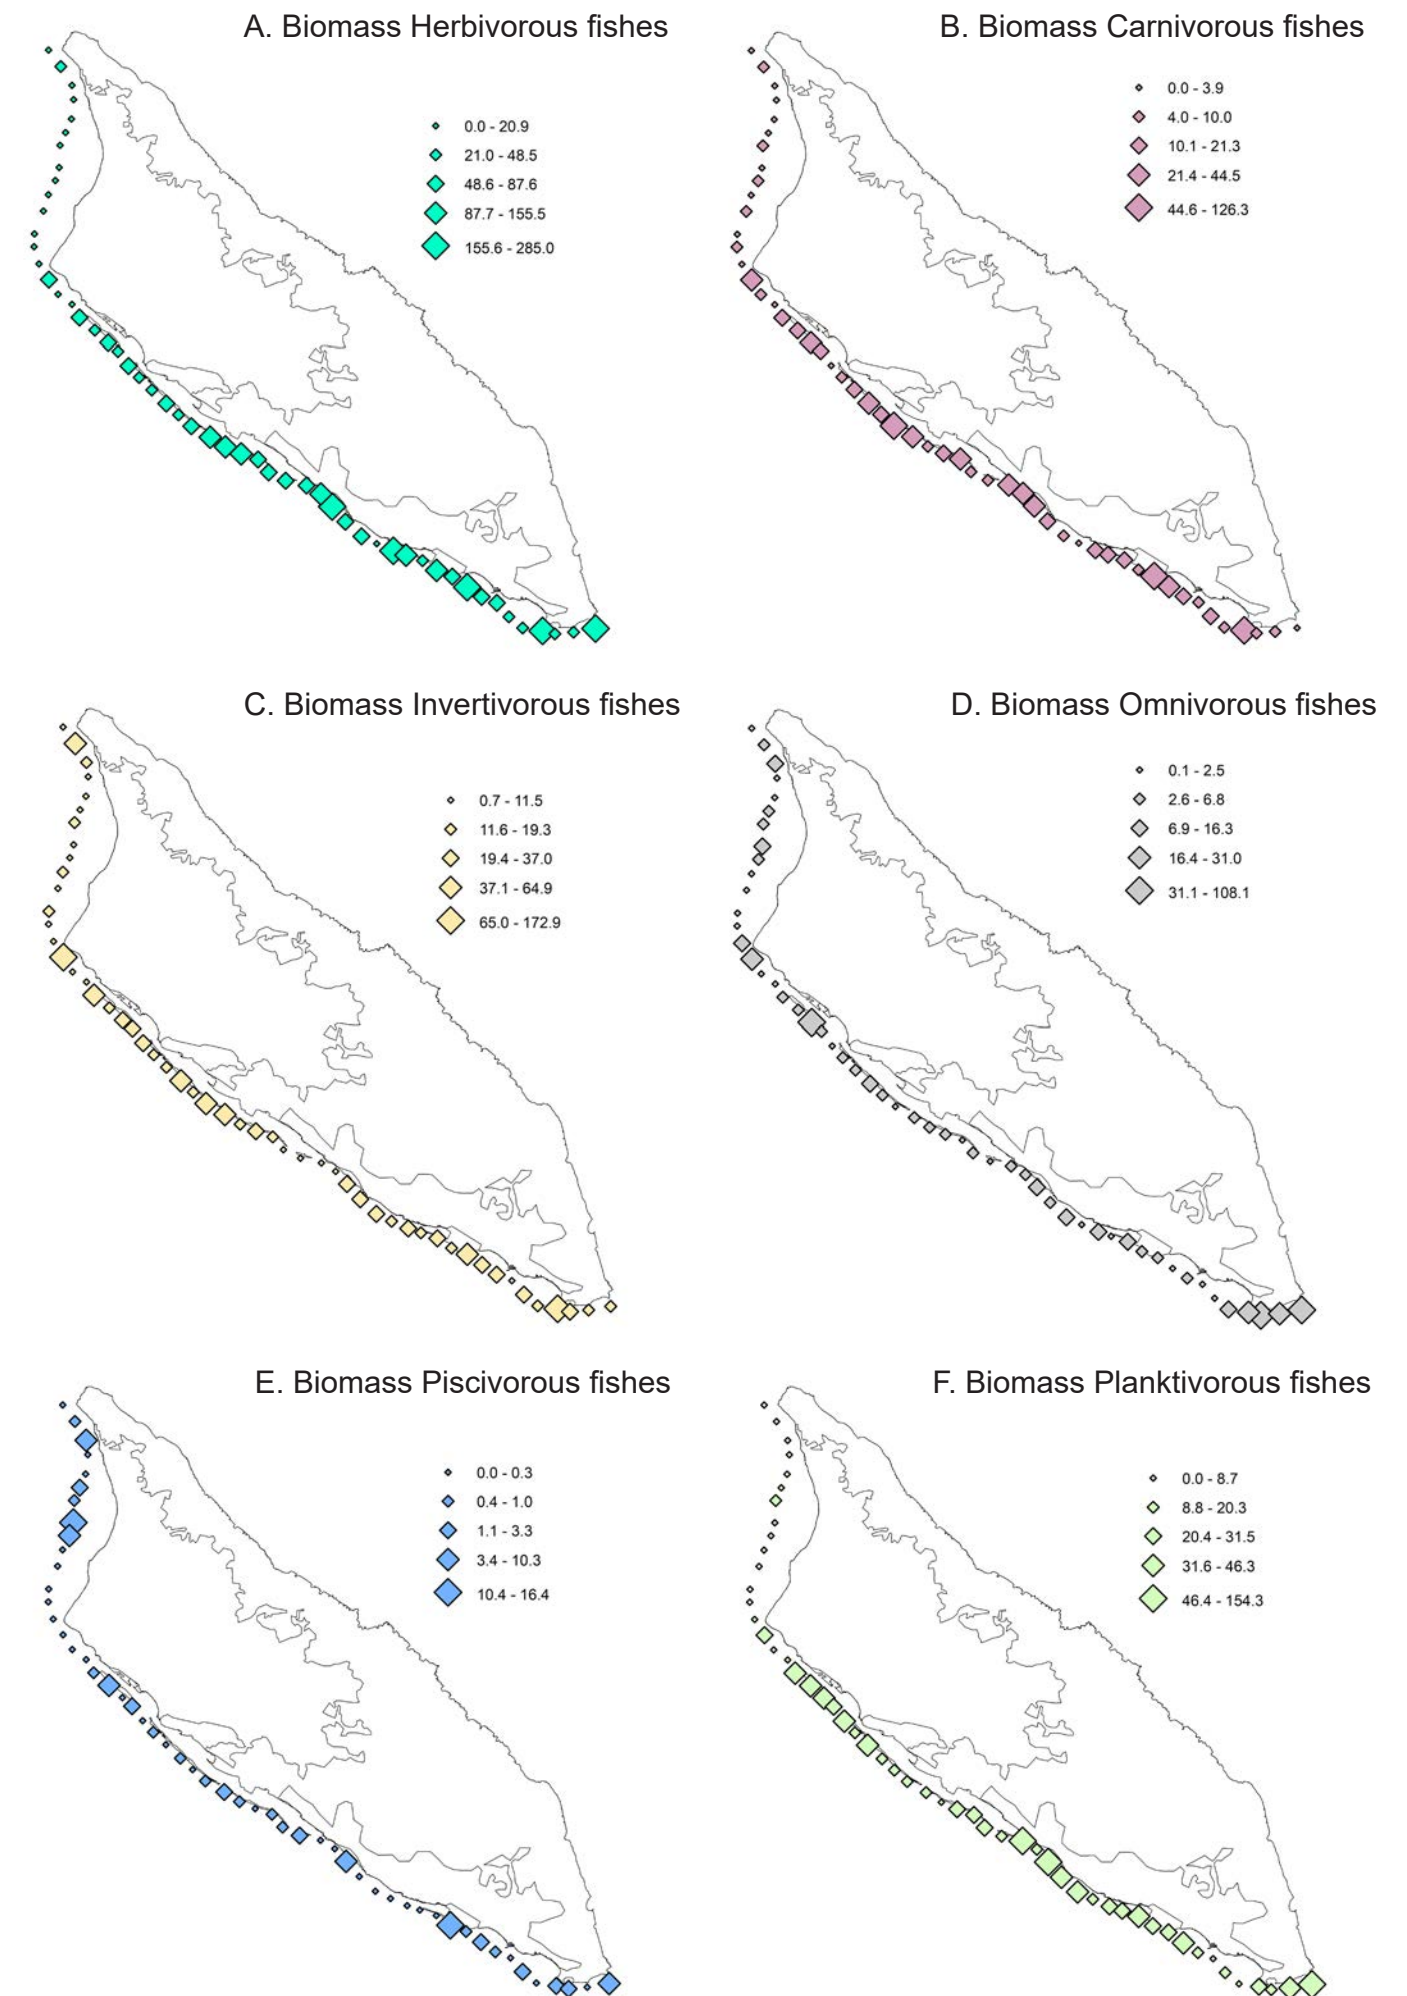 A. Biomass Herbivorous fishes
0.0 - 20.9
21.0 - 48.5
48.6 - 87.6
87.7 - 155.5
155.6 - 285.0
B. Biomass Carnivorous fishes
0.0 - 3.9
4.0 - 10.0
10.1 - 21.3
21.4 - 44.5
44.6 - 126.3
C. Biomass Invertivorous fishes
0.7 - 11.5
11.6 - 19.3
19.4 - 37.0
37.1 - 64.9
65.0 - 172.9
D. Biomass Omnivorous fishes
0.1 - 2.5
2.6 - 6.8
6.9 - 16.3
16.4 - 31.0
31.1 - 108.1
E. Biomass Piscivorous fishes
0.0 - 0.3
0.4 - 1.0
1.1 - 3.3
3.4 - 10.3
10.4 - 16.4
F. Biomass Planktivorous fishes
0.0 - 8.7
8.8 - 20.3
20.4 - 31.5
31.6 - 46.3
46.4 - 154.3